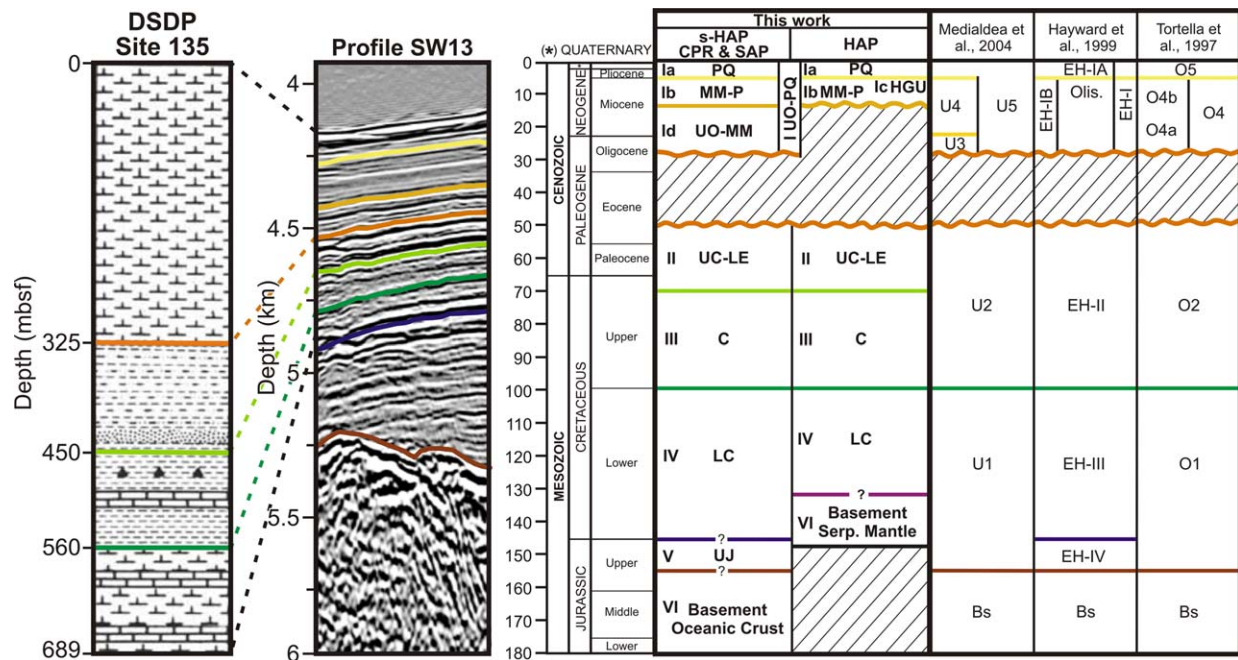 DSDP
Site 135
Depth (mbsf)
0
325
450
560
689
Profile SW13
Depth (km)
4
4.5
5
5.5
6
(*) QUATERNARY
0
10
20
30
40
50
60
70
80
90
100
110
120
130
140
150
160
170
180
CENOZOIC
MESOZOIC
NEOGENE
PALEOGENE
CRETACEOUS
JURASSIC
*
Pliocene
Miocene
Oligocene
Eocene
Paleocene
Upper
Lower
Upper
Middle
Lower
This work
s-HAP
CPR & SAP
Ia PQ
Ib MM-P
Id UO-MM
I UO-PQ
II UC-LE
III C
IV LC
?
V UJ
?
VI Basement
Oceanic Crust
HAP
Ia PQ
Ib MM-P Ic HGU
II UC-LE
III C
IV LC
?
VI Basement
Serp. Mantle
Medialdea et
al., 2004
U4
U5
U3
U2
U1
Bs
Hayward et
al., 1999
EH-IA
EH-IB
Olis.
EH-I
EH-II
EH-III
EH-IV
Bs
Tortella et
al., 1997
O5
O4b
O4
O4a
O2
O1
Bs